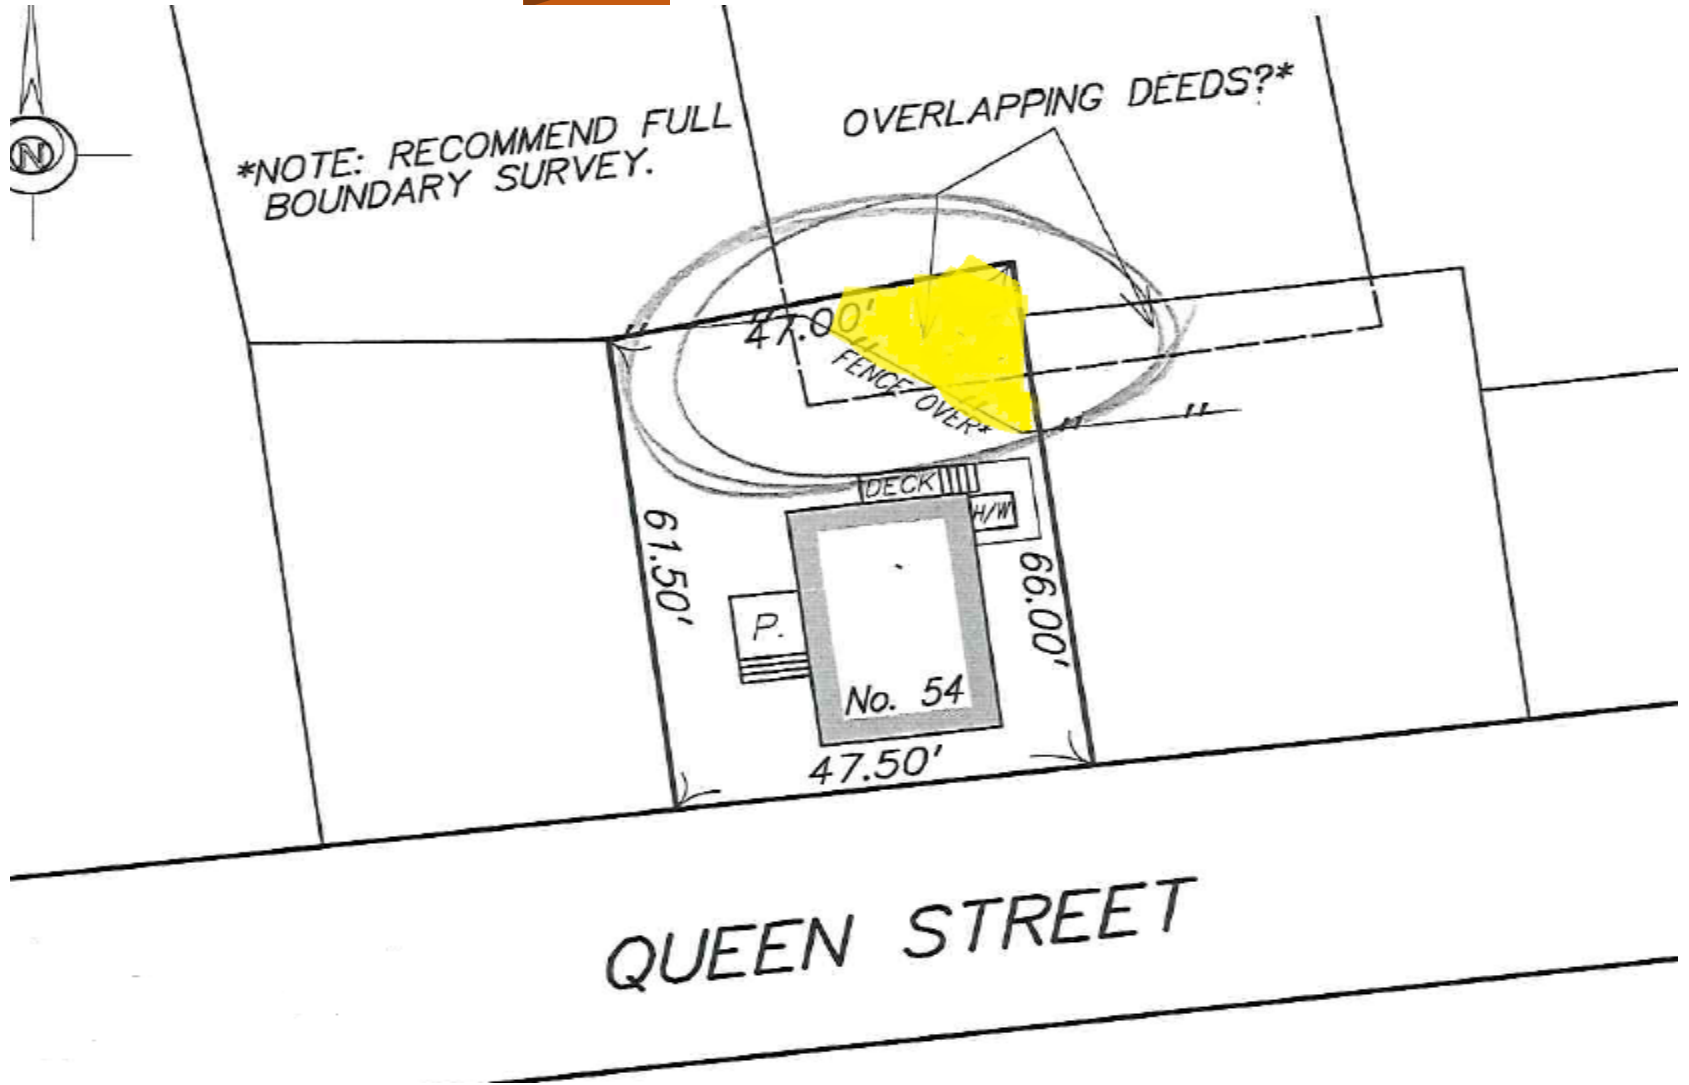 OVERLAPPING DEEDS?*
*NOTE: RECOMMEND FULL
BOUNDARY SURVEY.
N
47.00'
FENCE OVER*
DECK
H/W
61.50'
66.00'
P.
No. 54
47.50'
QUEEN STREET